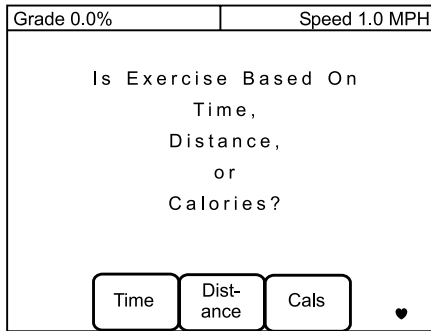 Grade 0.0%
Speed 1.0 MPH
Is Exercise Based On
Time,
Distance,
or
Calories?
Time
Dist-
ance
Cals